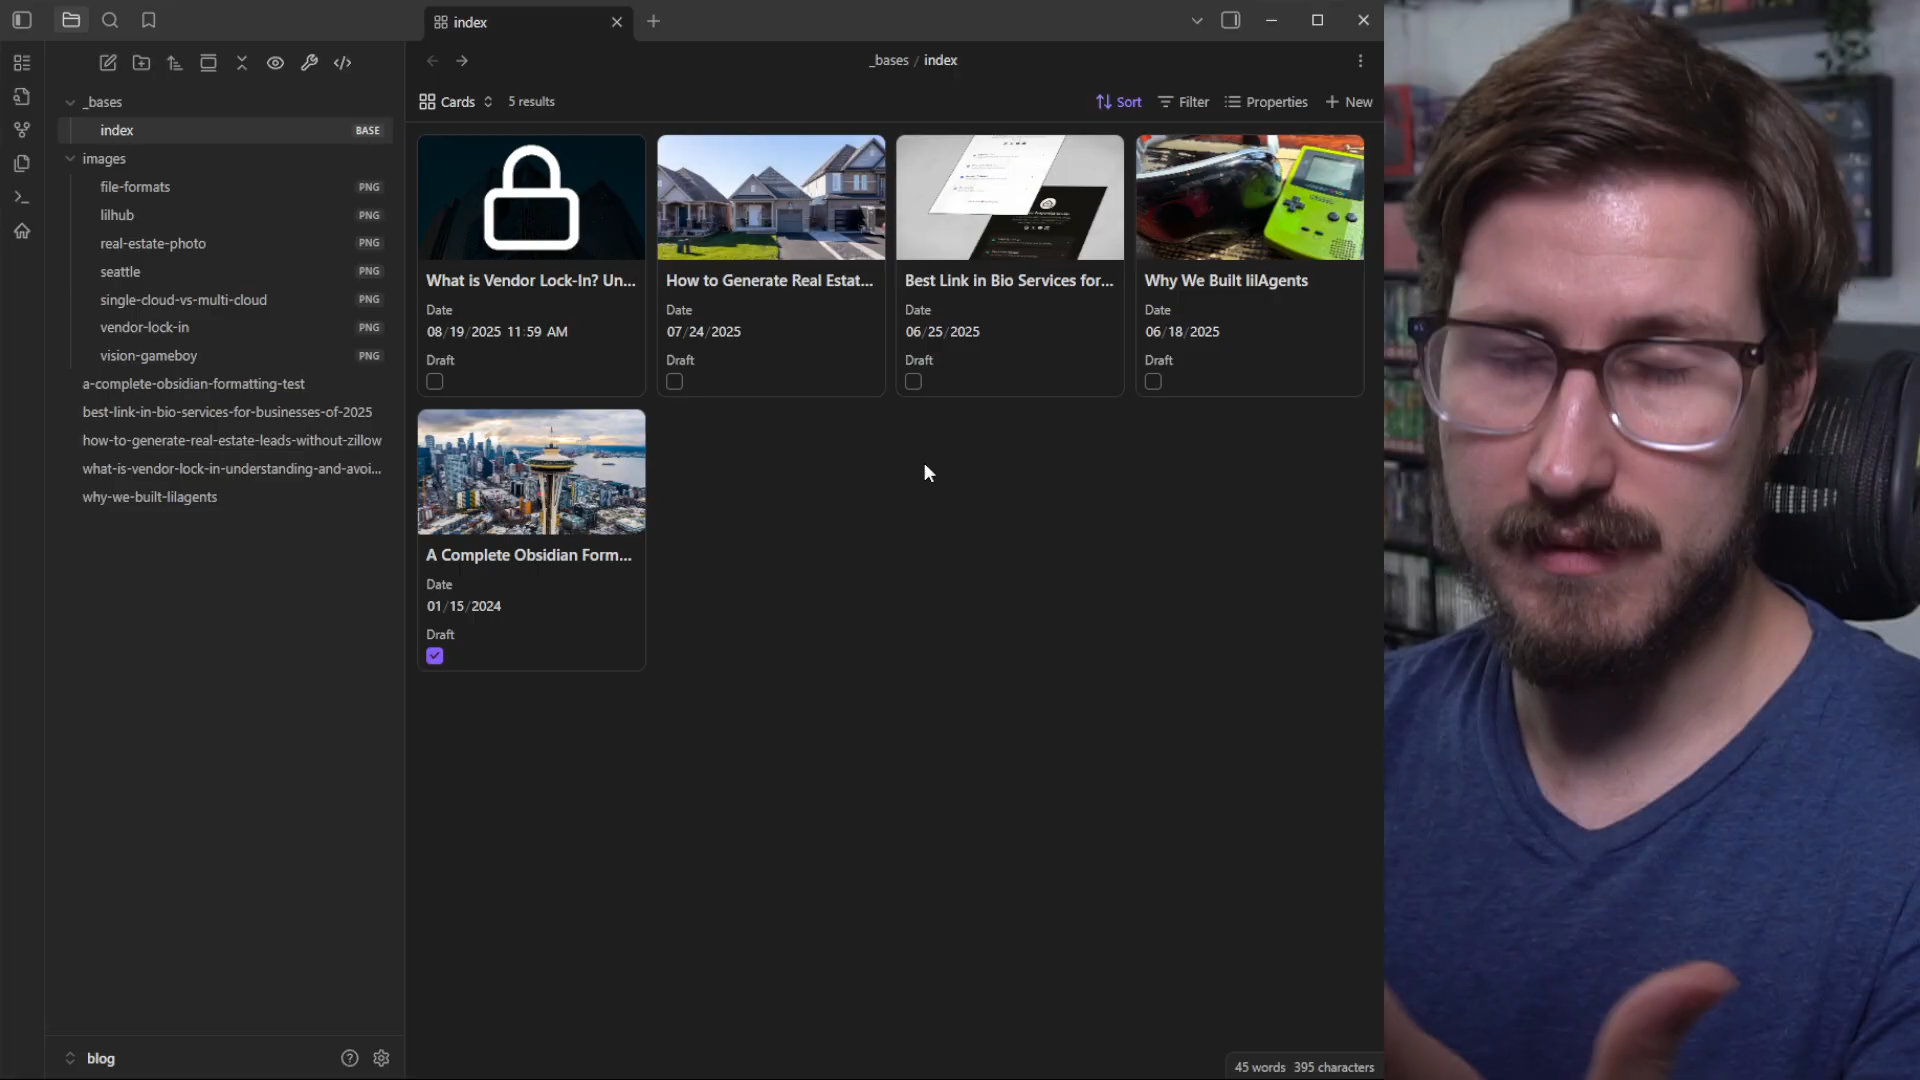 index
_bases / index
Cards
5 results
Sort
Filter
Properties
New
_bases
index
BASE
images
file-formats
PNG
lilhub
PNG
real-estate-photo
PNG
seattle
PNG
single-cloud-vs-multi-cloud
PNG
vendor-lock-in
PNG
vision-gameboy
PNG
a-complete-obsidian-formatting-test
best-link-in-bio-services-for-businesses-of-2025
how-to-generate-real-estate-leads-without-zillow
what-is-vendor-lock-in-understanding-and-avoi...
why-we-built-lilagents
What is Vendor Lock-In? Un...
Date
08/19/2025 11:59 AM
Draft
How to Generate Real Estat...
Date
07/24/2025
Draft
Best Link in Bio Services for...
Date
06/25/2025
Draft
Why We Built lilAgents
Date
06/18/2025
Draft
A Complete Obsidian Form...
Date
01/15/2024
Draft
blog
45 words 395 characters